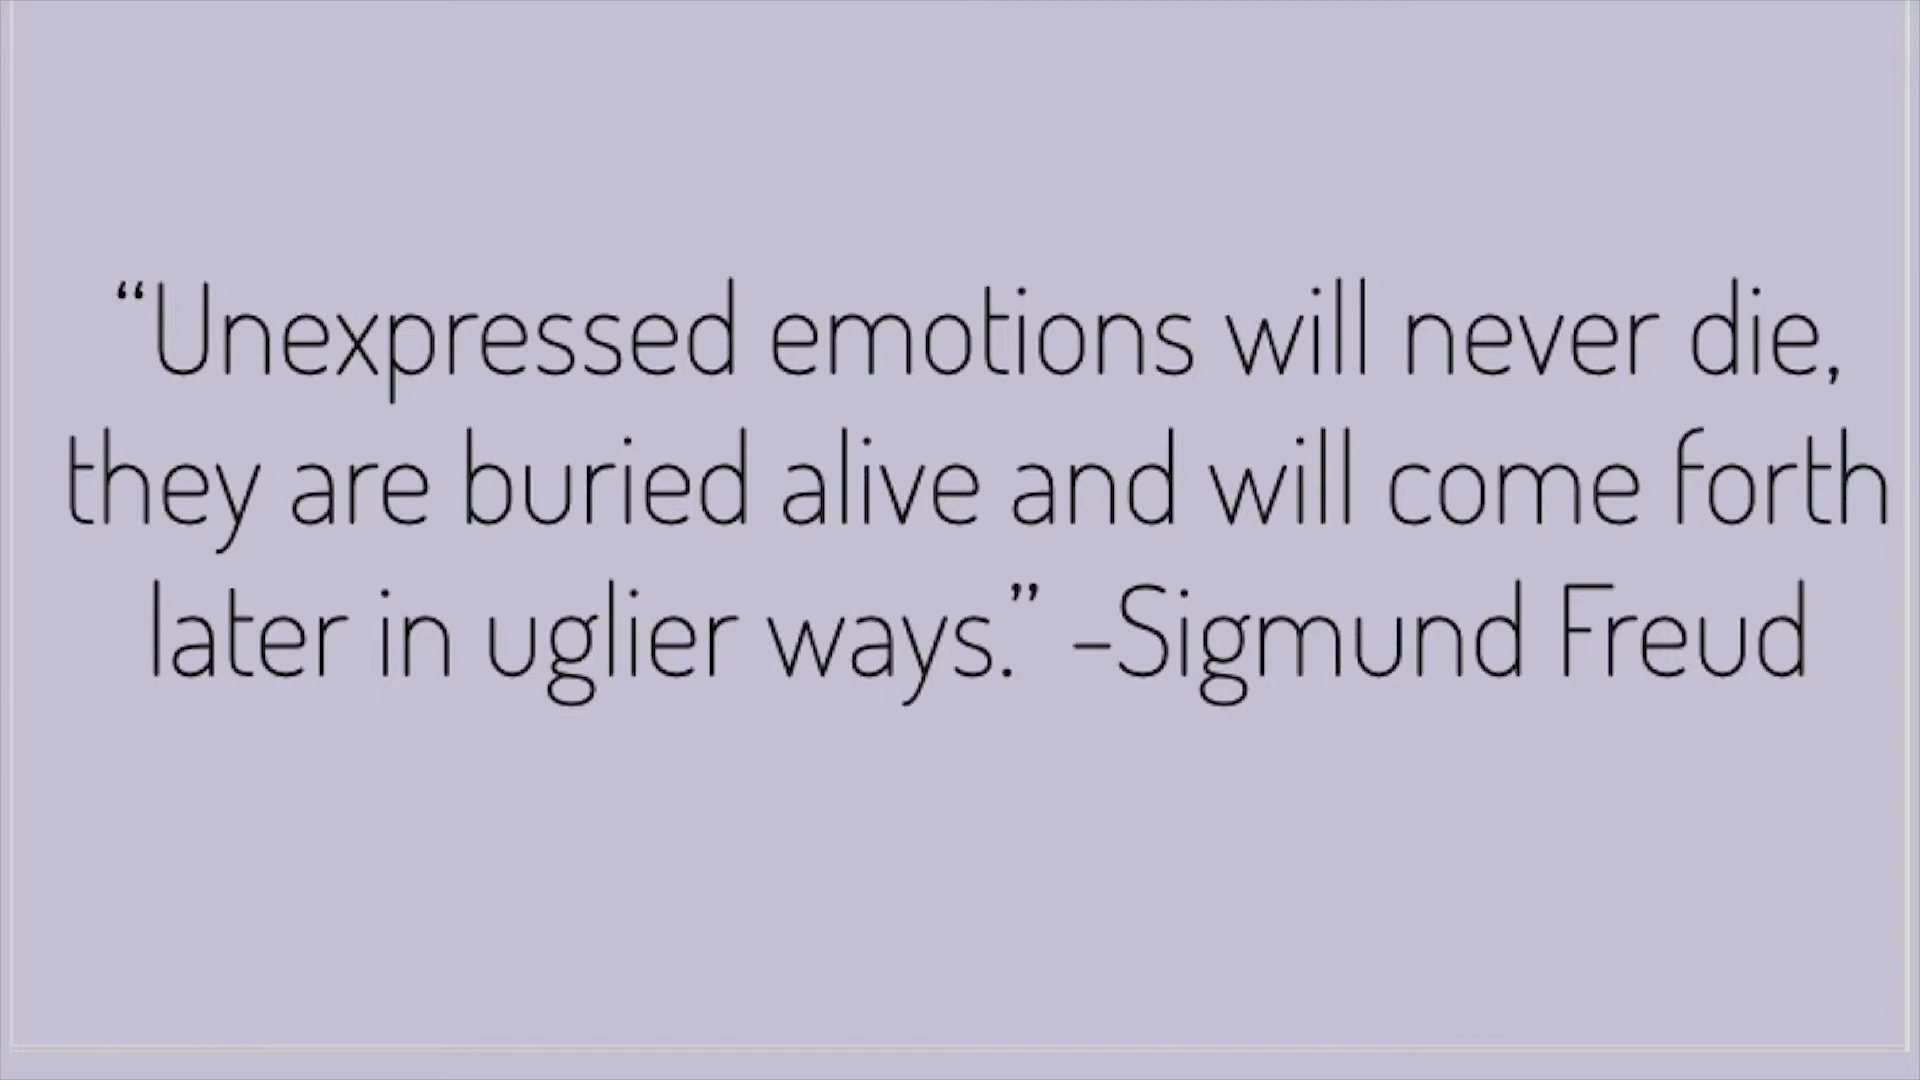 “Unexpressed emotions will never die,
they are buried alive and will come forth
later in uglier ways.” –Sigmund Freud